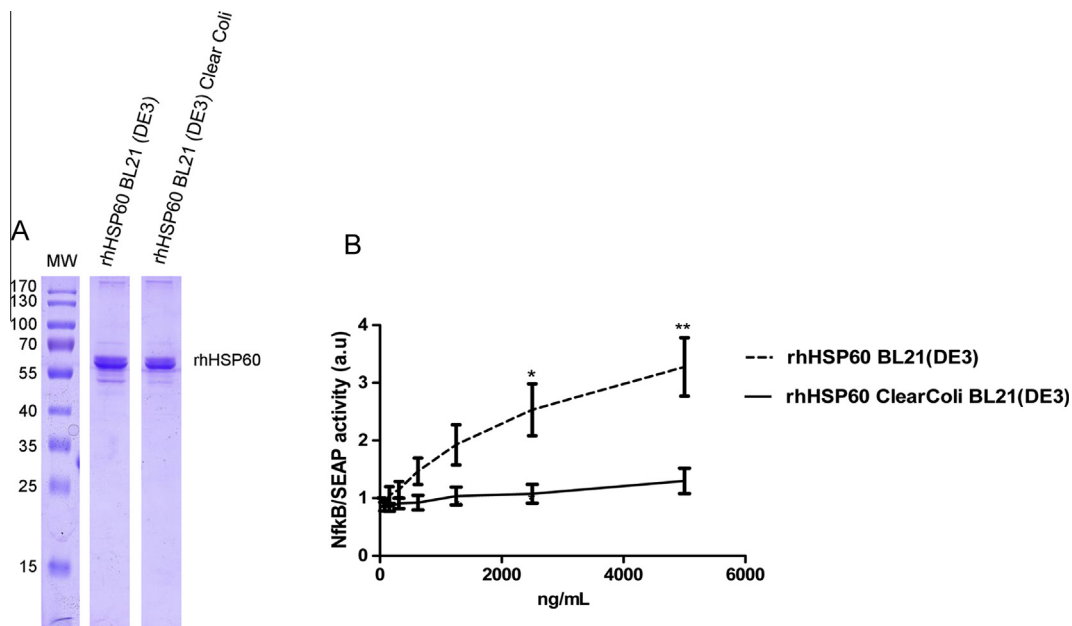 A
MW
rhHSP60 BL21 (DE3)
rhHSP60 BL21 (DE3) Clear Coli
170
130
100
70
55
40
35
25
15
rhHSP60
B
NfkB/SEAP activity (a.u)
4
3
2
1
0
0
2000
4000
6000
ng/mL
*
**
*
rhHSP60 BL21(DE3)
rhHSP60 ClearColi BL21(DE3)